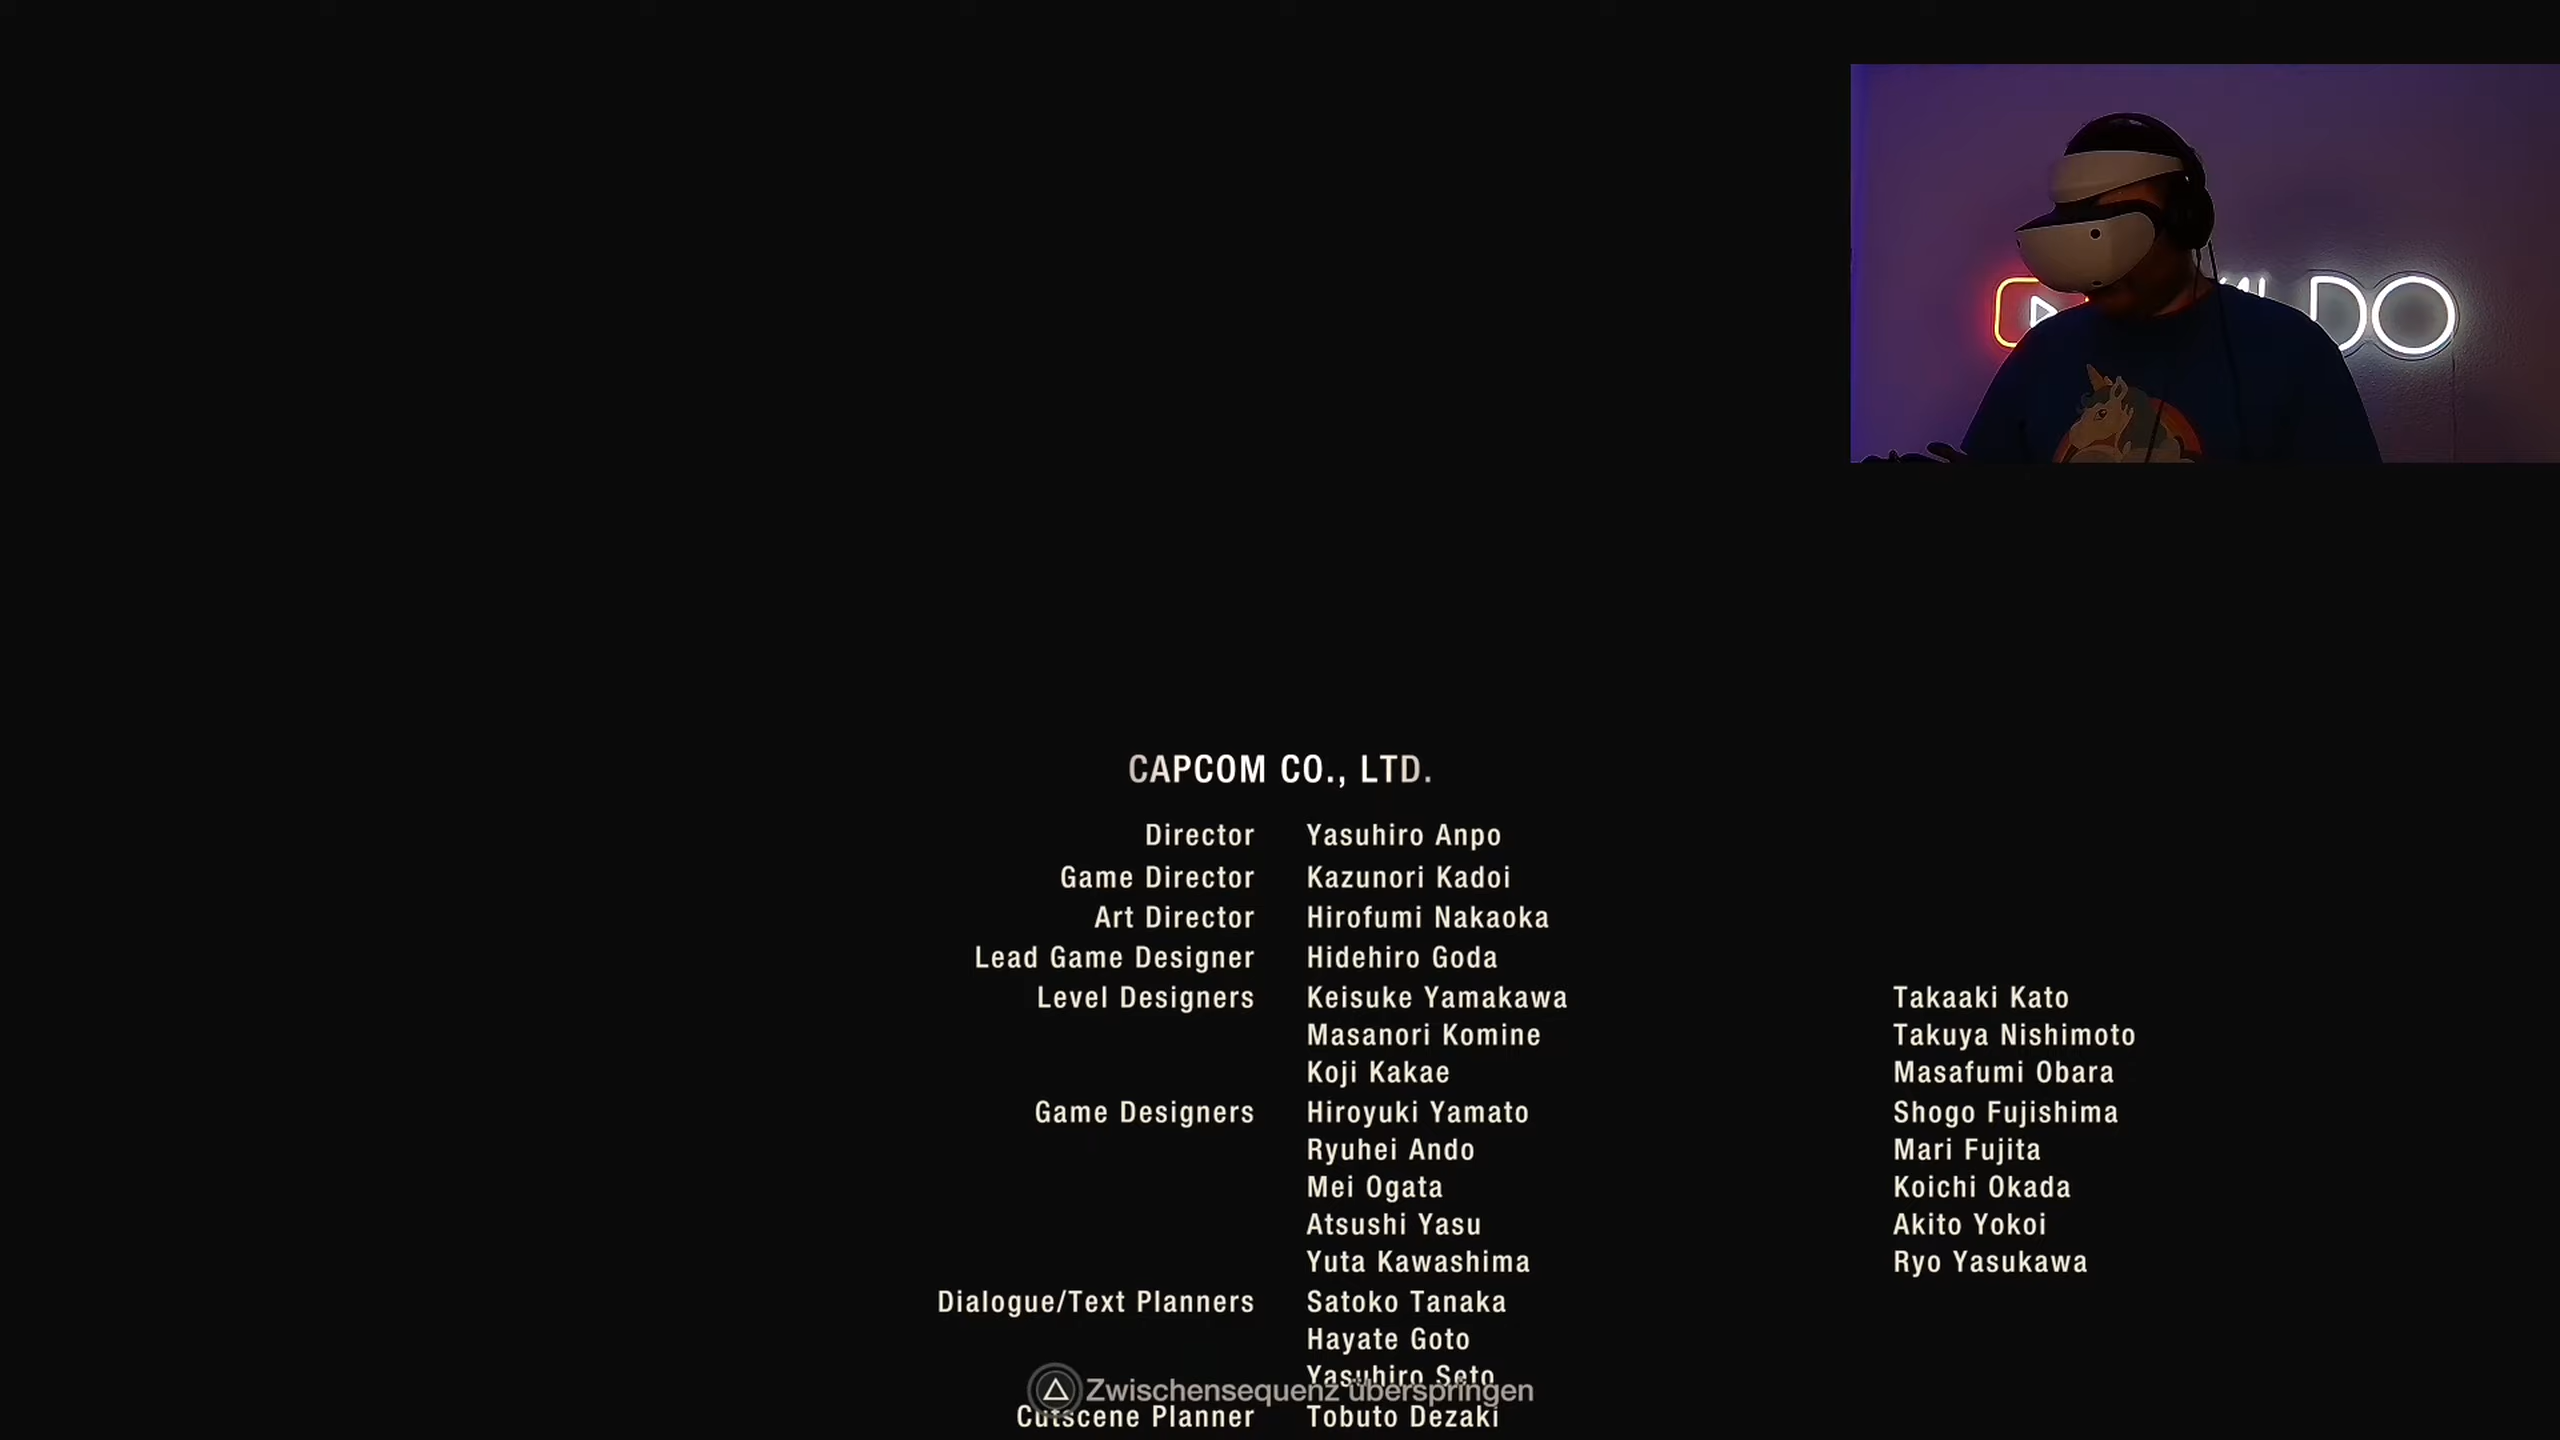 DO
CAPCOM CO., LTD.
Director Yasuhiro Anpo
Game Director Kazunori Kadoi
Art Director Hirofumi Nakaoka
Lead Game Designer Hidehiro Goda
Level Designers Keisuke Yamakawa Takaaki Kato
Masanori Komine Takuya Nishimoto
Koji Kakae Masafumi Obara
Game Designers Hiroyuki Yamato Shogo Fujishima
Ryuhei Ando Mari Fujita
Mei Ogata Koichi Okada
Atsushi Yasu Akito Yokoi
Yuta Kawashima Ryo Yasukawa
Dialogue/Text Planners Satoko Tanaka
Hayate Goto
Yasuhiro Seto
Zwischensequenz überspringen
Cutscene Planner Tobuto Dezaki